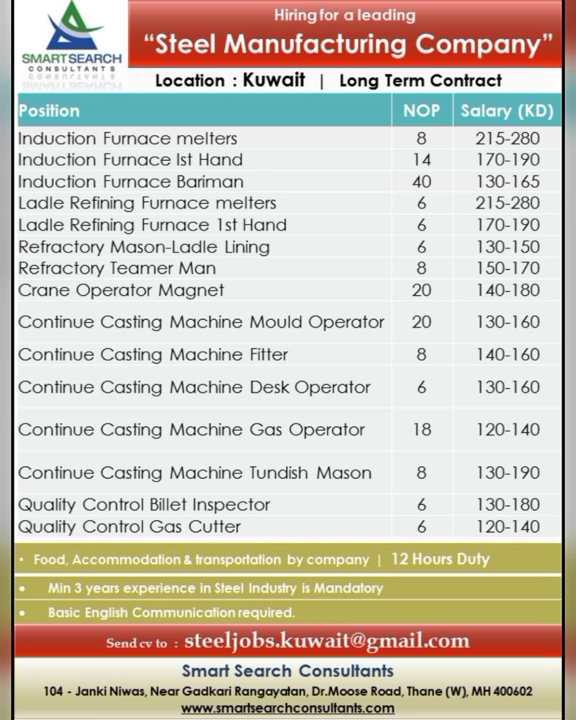 SMARTSEARCH
CONSULTANTS
Hiring for a leading
"Steel Manufacturing Company"
Location : Kuwait | Long Term Contract
Position NOP Salary (KD)
Induction Furnace melters 8 215-280
Induction Furnace Ist Hand 14 170-190
Induction Furnace Bariman 40 130-165
Ladle Refining Furnace melters 6 215-280
Ladle Refining Furnace 1st Hand 6 170-190
Refractory Mason-Ladle Lining 6 130-150
Refractory Teamer Man 8 150-170
Crane Operator Magnet 20 140-180
Continue Casting Machine Mould Operator 20 130-160
Continue Casting Machine Fitter 8 140-160
Continue Casting Machine Desk Operator 6 130-160
Continue Casting Machine Gas Operator 18 120-140
Continue Casting Machine Tundish Mason 8 130-190
Quality Control Billet Inspector 6 130-180
Quality Control Gas Cutter 6 120-140
• Food, Accommodation & transportation by company | 12 Hours Duty
• Min 3 years experience in Steel Industry is Mandatory
• Basic English Communication required.
Send cv to : steeljobs.kuwait@gmail.com
Smart Search Consultants
104 - Janki Niwas, Near Gadkari Rangayatan, Dr.Moose Road, Thane (W), MH 400602
www.smartsearchconsultants.com